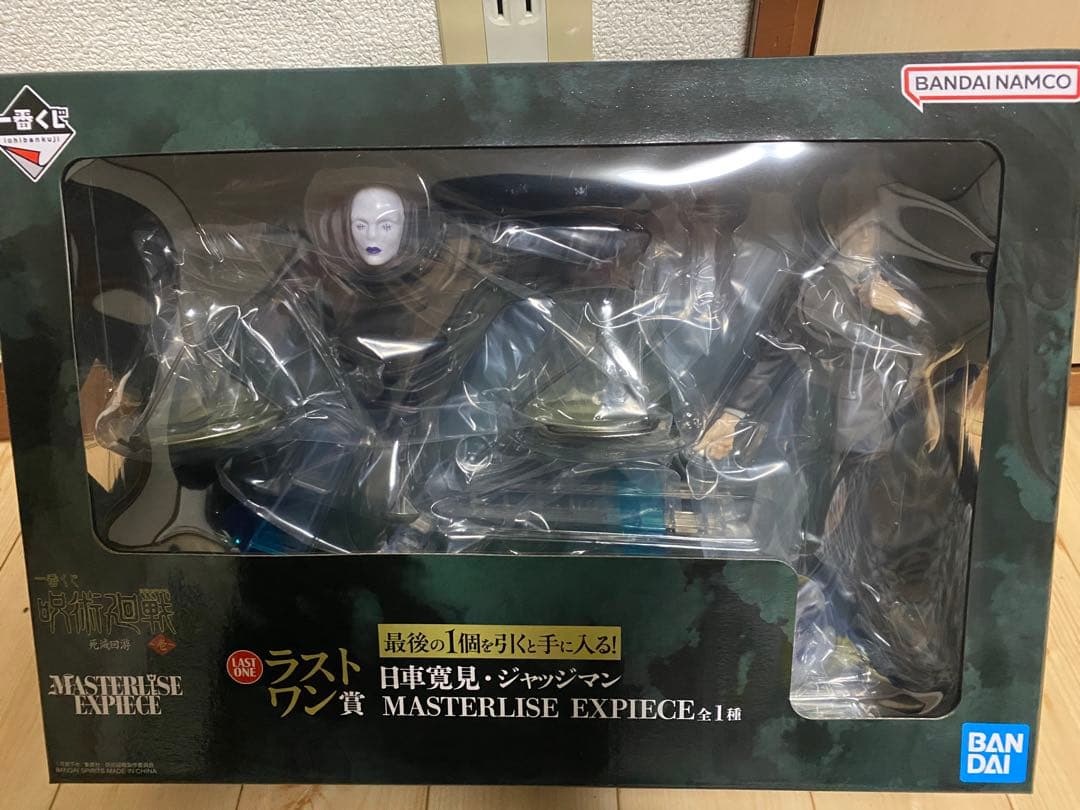 一番くじ
ichibankuji
BANDAI NAMCO
一番くじ
呪術廻戦
死滅回游
~壱~
MASTERLISE
EXPIECE
LAST
ONE
ラスト
ワン賞
最後の1個を引くと手に入る!
日車寛見・ジャッジマン
MASTERLISE EXPIECE全1種
BANDAI SPIRITS MADE IN CHINA
BAN
DAI